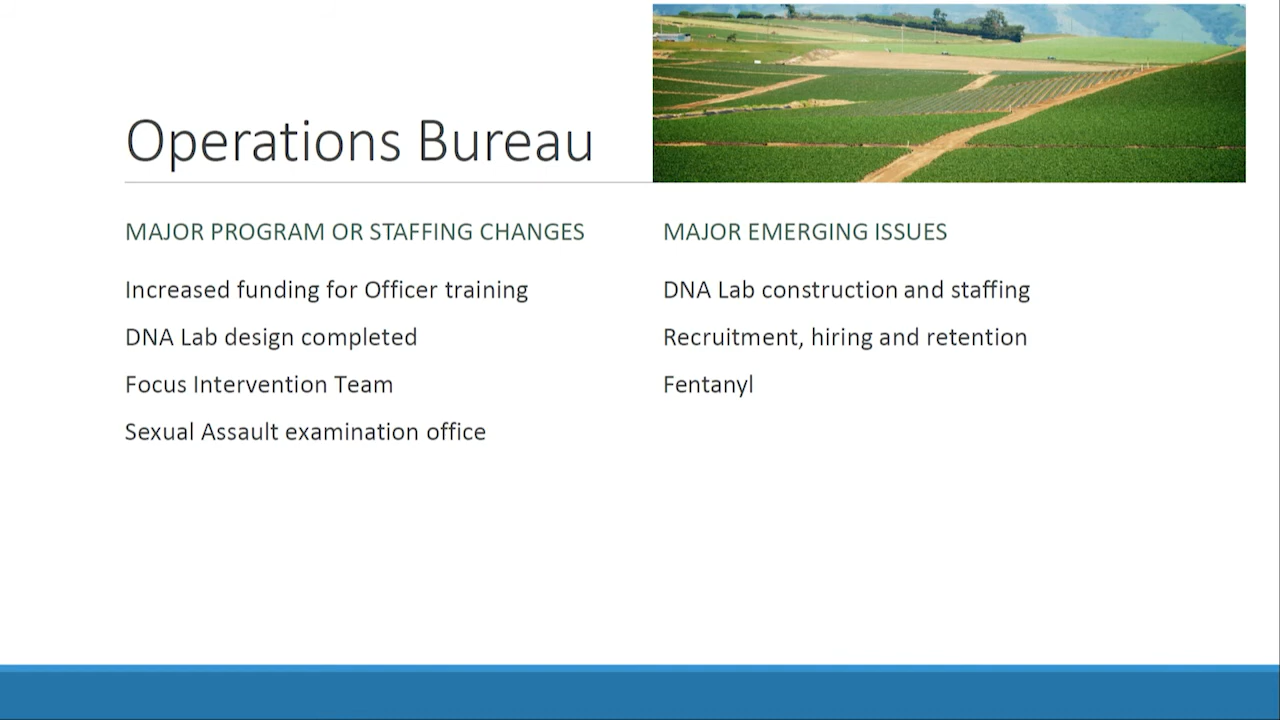 Operations Bureau
MAJOR PROGRAM OR STAFFING CHANGES
Increased funding for Officer training
DNA Lab design completed
Focus Intervention Team
Sexual Assault examination office
MAJOR EMERGING ISSUES
DNA Lab construction and staffing
Recruitment, hiring and retention
Fentanyl